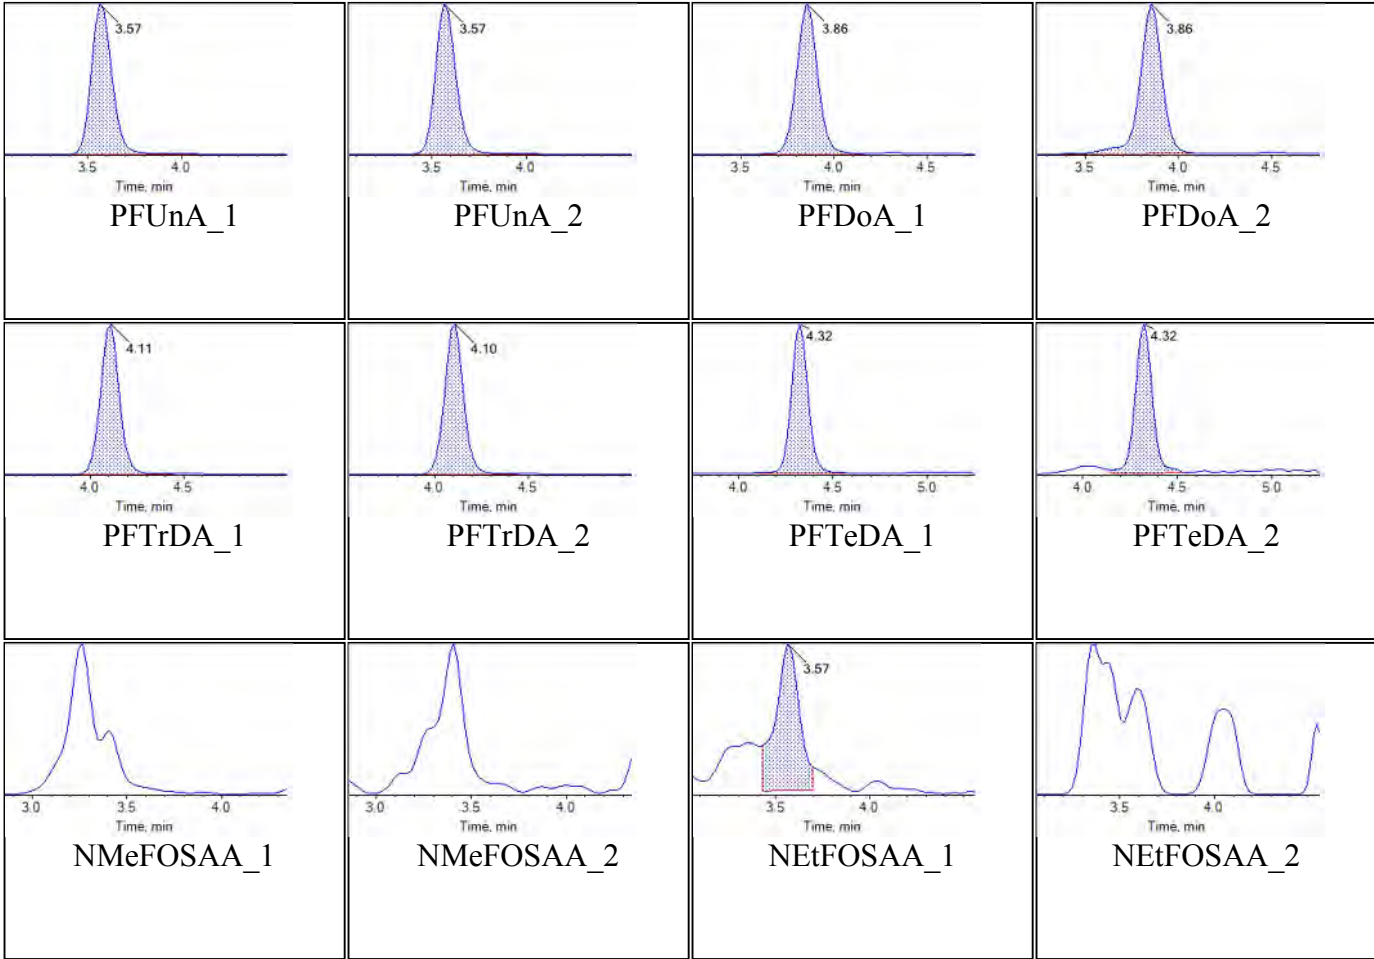 3.57
3.57
3.86
3.86
3.5 4.0
3.5 4.0
3.5 4.0 4.5
3.5 4.0 4.5
Time, min
Time, min
Time, min
Time, min
PFUnA_1
PFUnA_2
PFDoA_1
PFDoA_2
4.11
4.10
4.32
4.32
4.0 4.5
4.0 4.5
4.0 4.5 5.0
4.0 4.5 5.0
Time, min
Time, min
Time, min
Time, min
PFTrDA_1
PFTrDA_2
PFTeDA_1
PFTeDA_2
3.57
3.0 3.5 4.0
3.0 3.5 4.0
3.5 4.0
3.5 4.0
Time, min
Time, min
Time, min
Time, min
NMeFOSAA_1
NMeFOSAA_2
NEtFOSAA_1
NEtFOSAA_2